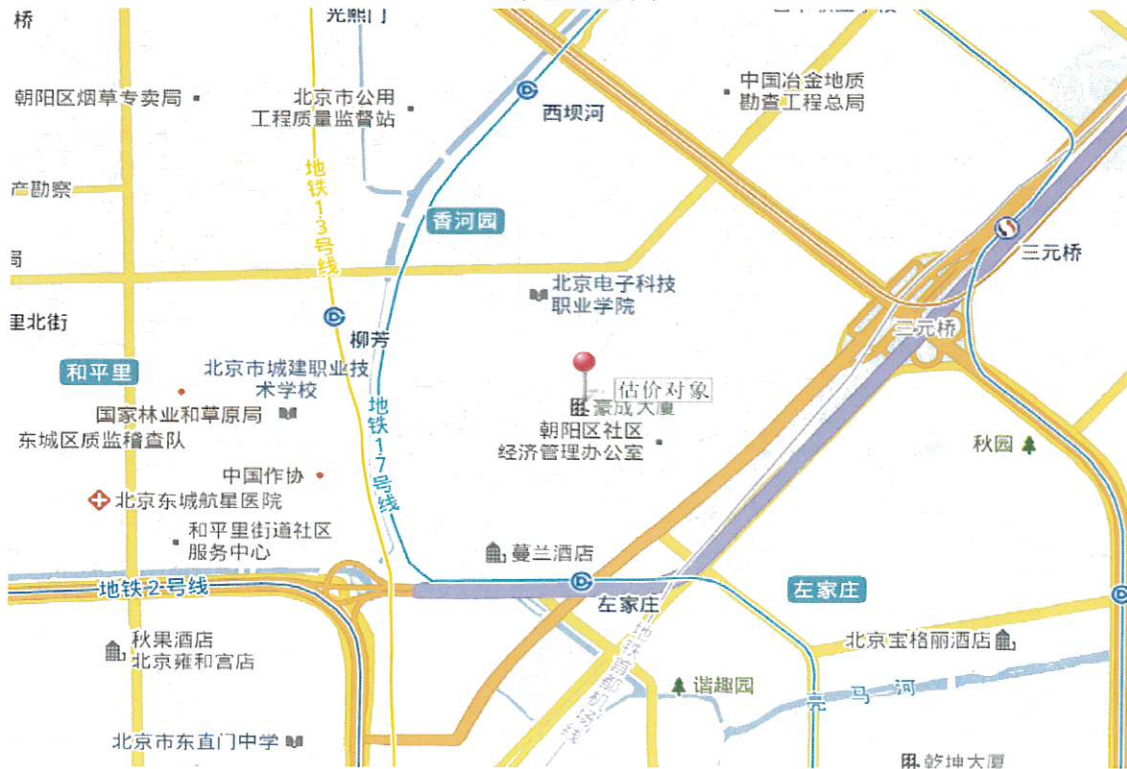 桥
光熙门
朝阳区烟草专卖局
北京市公用
工程质量监督站
西坝河
中国冶金地质
勘查工程总局
产勘察
地铁13号线
香河园
三元桥
局
北京电子科技
职业学院
里北街
柳芳
三元桥
和平里
北京市城建职业技
术学校
估价对象
豪成大厦
国家林业和草原局
东城区质监稽查队
地铁17号线
朝阳区社区
经济管理办公室
秋园
中国作协
北京东城航星医院
和平里街道社区
服务中心
蔓兰酒店
地铁2号线
左家庄
左家庄
秋果酒店
北京雍和宫店
地铁首都机场线
北京宝格丽酒店
谐趣园
亮马河
北京市东直门中学
乾坤大厦